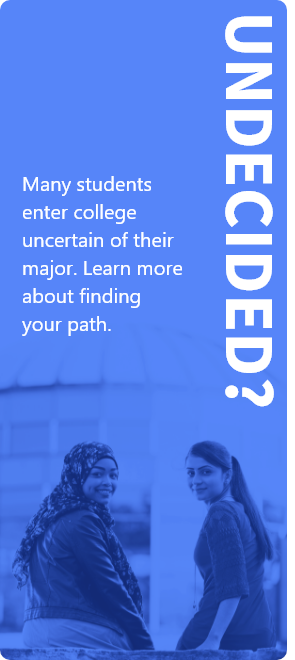 UNDECIDED?
Many students
enter college
uncertain of their
major. Learn more
about finding
your path.